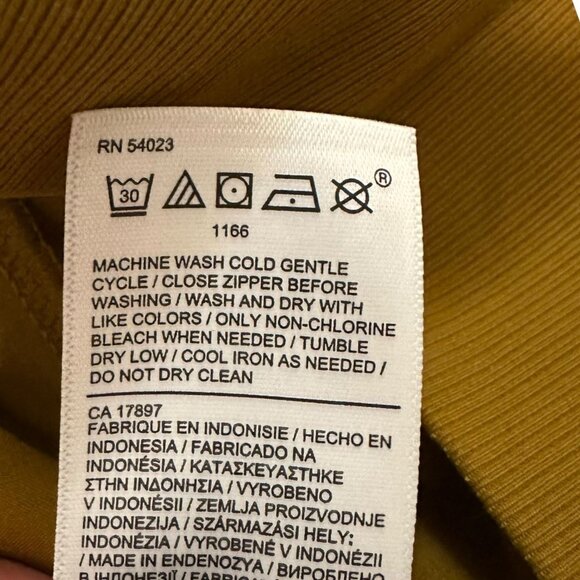 RN 54023
30
®
1166
MACHINE WASH COLD GENTLE
CYCLE / CLOSE ZIPPER BEFORE
WASHING / WASH AND DRY WITH
LIKE COLORS / ONLY NON-CHLORINE
BLEACH WHEN NEEDED / TUMBLE
DRY LOW / COOL IRON AS NEEDED /
DO NOT DRY CLEAN
CA 17897
FABRIQUE EN INDONISIE / HECHO EN
INDONESIA / FABRICADO NA
INDONÉSIA / ΚΑΤΑΣΚΕΥΑΣΤΗΚΕ
ΣΤΗΝ ΙΝΔΟΝΗΣΙΑ / VYROBENO
V INDONÉSII / ZEMLJA PROIZVODNJE
INDONEZIJA / SZÁRMAZÁSI HELY:
INDONÉZIA / VYROBENÉ V INDONÉZII
/ MADE IN ENDENOZYA / ВИРОБЛЕНО
В ІНДОНЕЗІЇ / FABRICAT